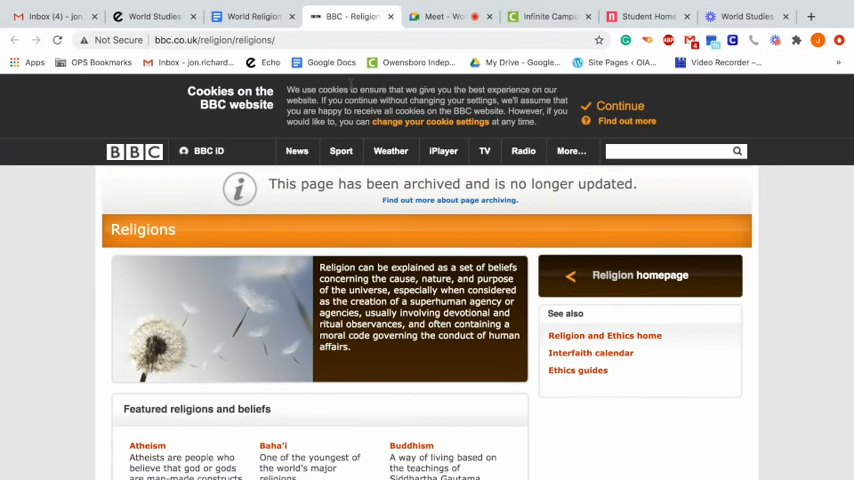 Inbox (4) - jon.
World Studies
World Religion
BBC - Religion
Meet - Wo
Infinite Campu
Student Home
World Studies
Not Secure
bbc.co.uk/religion/religions/
Apps
OPS Bookmarks
Inbox - jon.richard...
Echo
Google Docs
Owensboro Indep...
My Drive - Google...
Site Pages - OIA...
Video Recorder –...
Cookies on the
BBC website
We use cookies to ensure that we give you the best experience on our
website. If you continue without changing your settings, we'll assume that
you are happy to receive all cookies on the BBC website. However, if you
would like to, you can change your cookie settings at any time.
Continue
Find out more
BBC
BBC iD
News
Sport
Weather
iPlayer
TV
Radio
More...
This page has been archived and is no longer updated.
Find out more about page archiving.
Religions
Religion can be explained as a set of beliefs
concerning the cause, nature, and purpose
of the universe, especially when considered
as the creation of a superhuman agency or
agencies, usually involving devotional and
ritual observances, and often containing a
moral code governing the conduct of human
affairs.
Religion homepage
See also
Religion and Ethics home
Interfaith calendar
Ethics guides
Featured religions and beliefs
Atheism
Atheists are people who
believe that god or gods
are man-made constructs
Baha'i
One of the youngest of
the world's major
religions
Buddhism
A way of living based on
the teachings of
Siddhartha Gautama